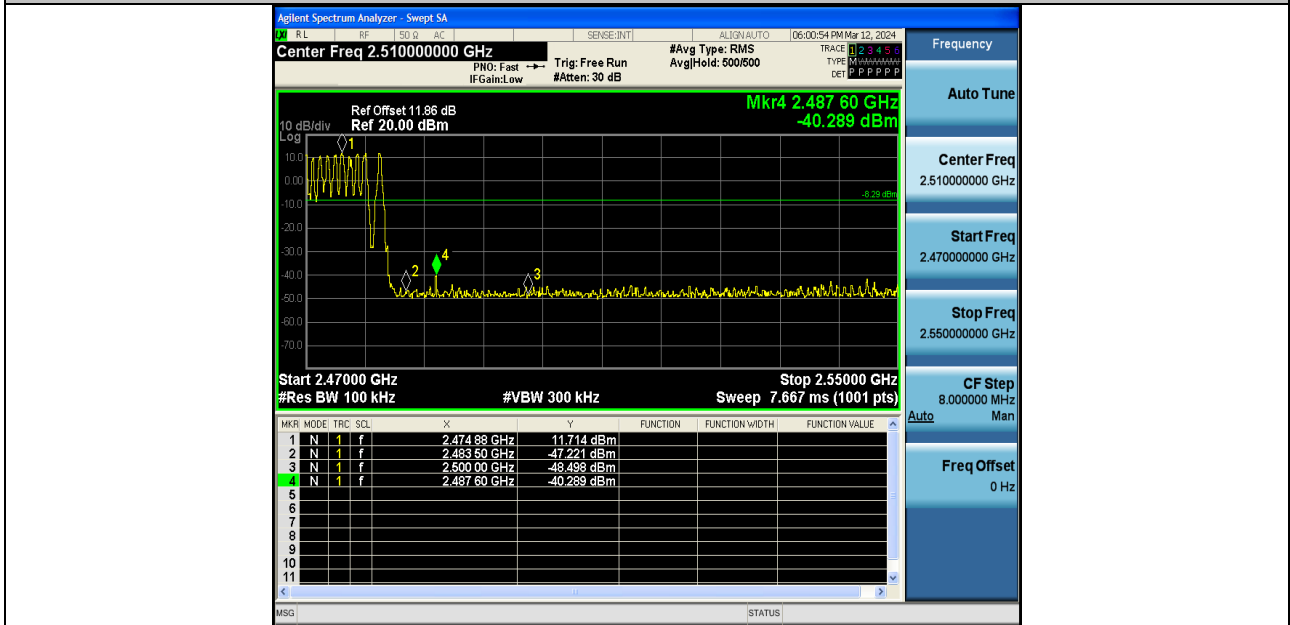 Agilent Spectrum Analyzer - Swept SA
RL RF 50 Ω AC SENSE:INT ALIGN AUTO 06:00:54 PM Mar 12, 2024
Center Freq 2.510000000 GHz
PNO: Fast
IFGain:Low
Trig: Free Run
#Atten: 30 dB
#Avg Type: RMS
Avg|Hold: 500/500
TRACE 1 2 3 4 5 6
TYPE M
DET P P P P P P
Mkr4 2.487 60 GHz
-40.289 dBm
Ref Offset 11.86 dB
10 dB/div Ref 20.00 dBm
Log
10.0
0.00
-10.0
-20.0
-30.0
-40.0
-50.0
-60.0
-70.0
1
2
4
3
-8.29 dBm
Start 2.47000 GHz Stop 2.55000 GHz
#Res BW 100 kHz #VBW 300 kHz Sweep 7.667 ms (1001 pts)
MKR MODE TRC SCL X Y FUNCTION FUNCTION WIDTH FUNCTION VALUE
1 N 1 f 2.474 88 GHz 11.714 dBm
2 N 1 f 2.483 50 GHz -47.221 dBm
3 N 1 f 2.500 00 GHz -48.498 dBm
4 N 1 f 2.487 60 GHz -40.289 dBm
5
6
7
8
9
10
11
MSG STATUS
Frequency
Auto Tune
Center Freq
2.510000000 GHz
Start Freq
2.470000000 GHz
Stop Freq
2.550000000 GHz
CF Step
8.000000 MHz
Auto Man
Freq Offset
0 Hz